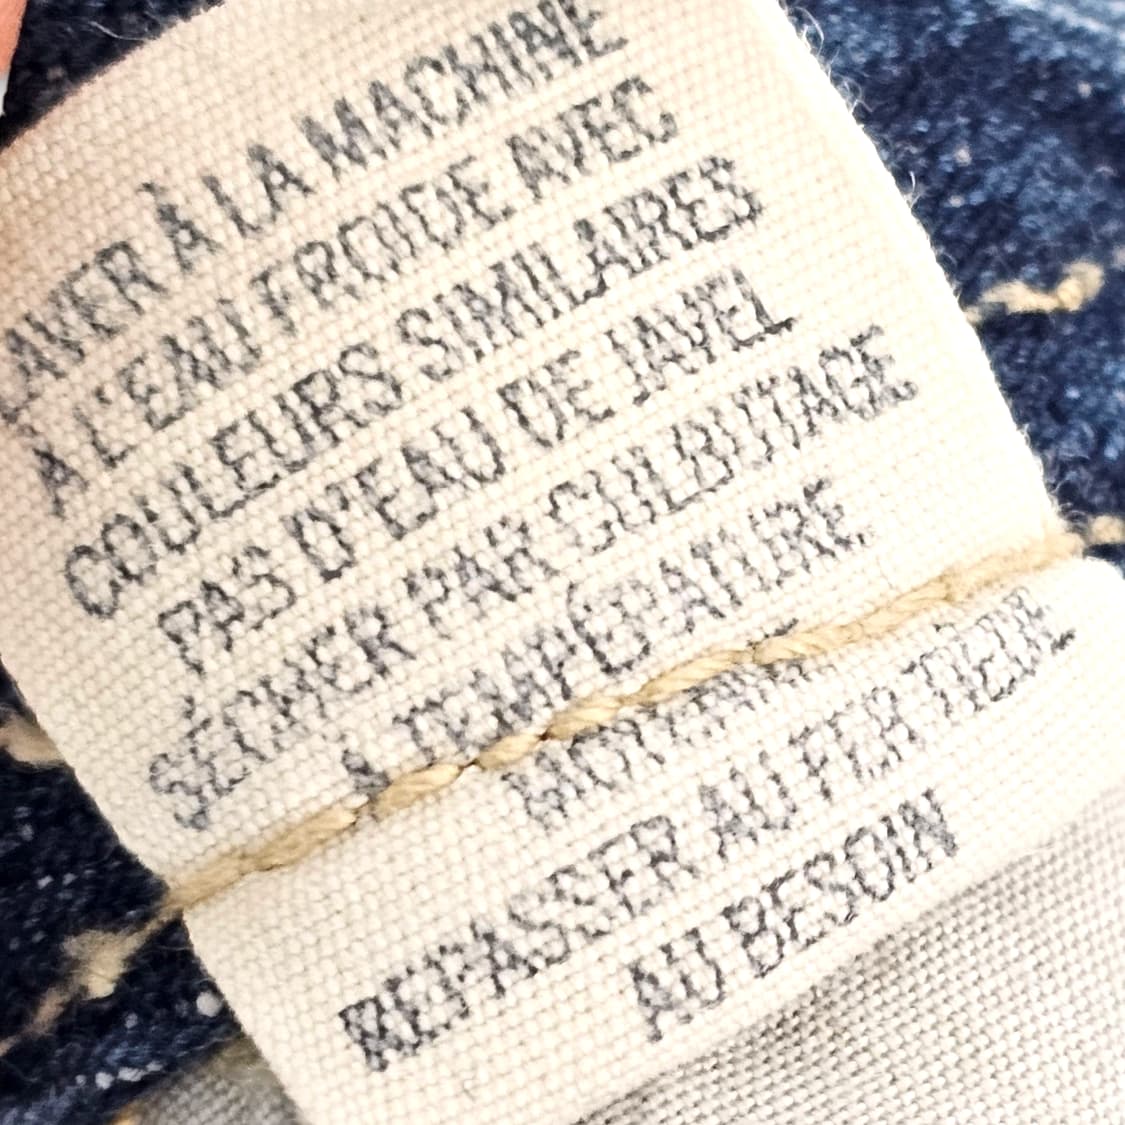 LAVER À LA MACHINE
À L'EAU FROIDE AVEC
COULEURS SIMILAIRES
PAS D'EAU DE JAVEL
SÉCHER PAR CULBUTAGE
À TEMPÉRATURE
MOYENNE
REPASSER AU FER TIÈDE
AU BESOIN